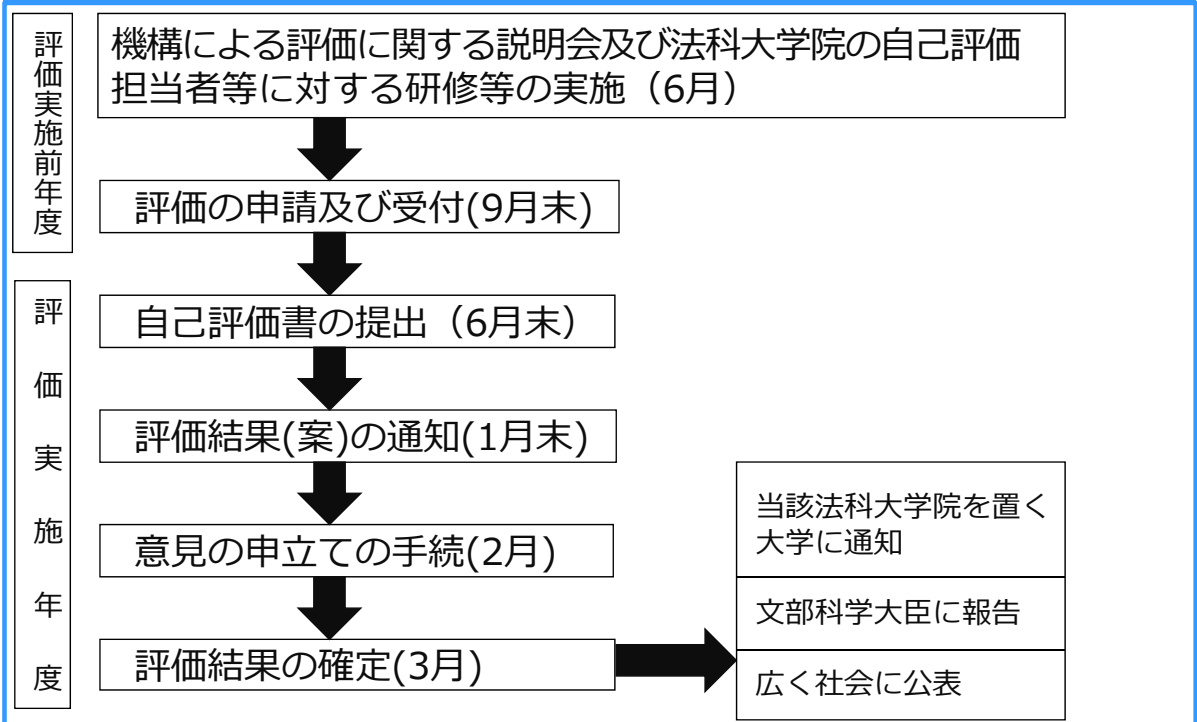 評価実施前年度
機構による評価に関する説明会及び法科大学院の自己評価
担当者等に対する研修等の実施（6月）
評価の申請及び受付(9月末)
評価実施年度
自己評価書の提出（6月末）
評価結果(案)の通知(1月末)
意見の申立ての手続(2月)
評価結果の確定(3月)
当該法科大学院を置く
大学に通知
文部科学大臣に報告
広く社会に公表